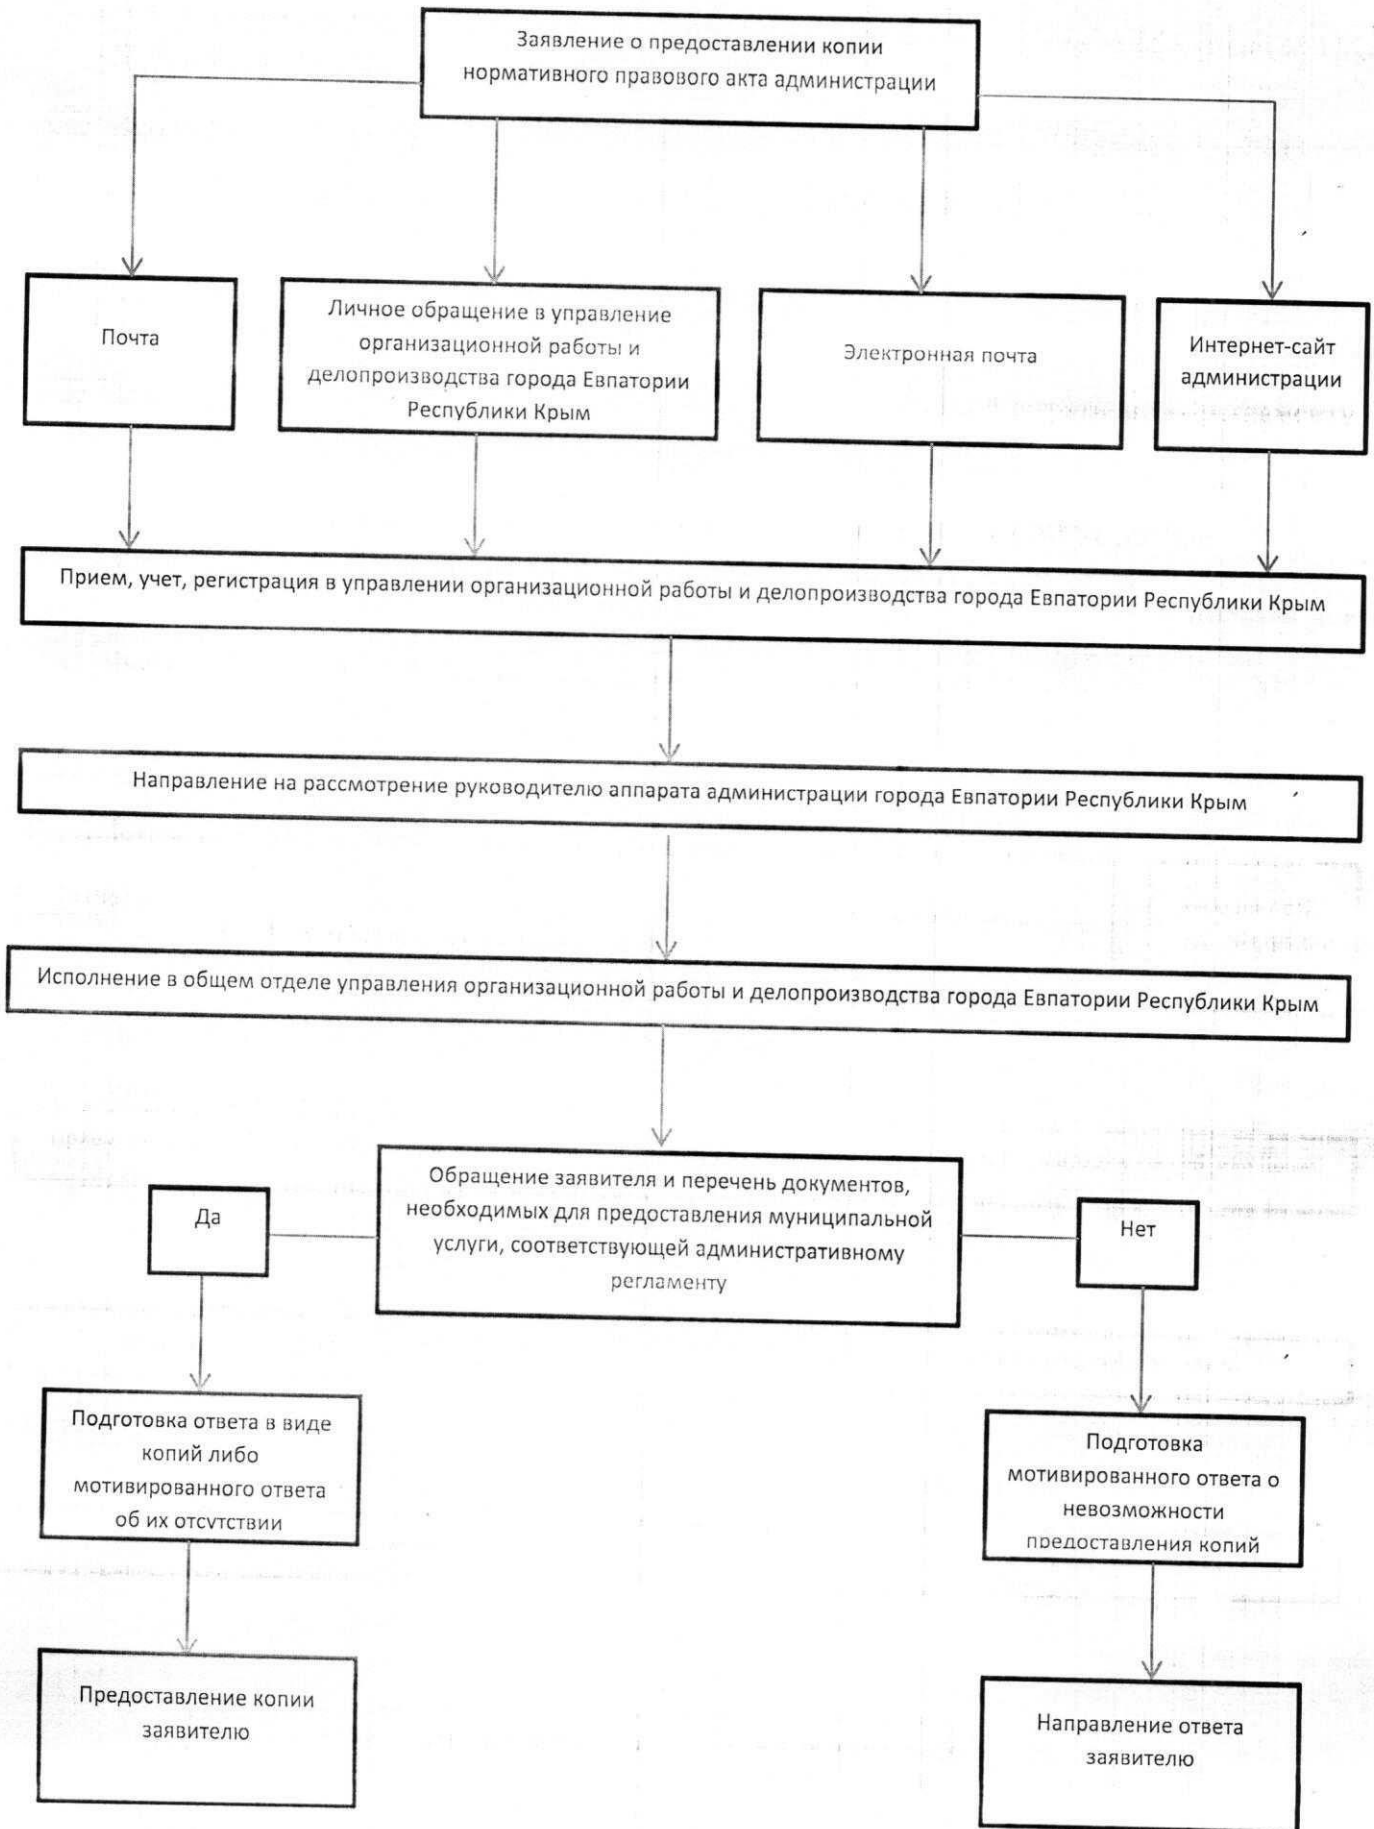 Заявление о предоставлении копии
нормативного правового акта администрации
Почта
Личное обращение в управление
организационной работы и
делопроизводства города Евпатории
Республики Крым
Электронная почта
Интернет-сайт
администрации
Прием, учет, регистрация в управлении организационной работы и делопроизводства города Евпатории Республики Крым
Направление на рассмотрение руководителю аппарата администрации города Евпатории Республики Крым
Исполнение в общем отделе управления организационной работы и делопроизводства города Евпатории Республики Крым
Обращение заявителя и перечень документов,
необходимых для предоставления муниципальной
услуги, соответствующей административному
регламенту
Да
Нет
Подготовка ответа в виде
копий либо
мотивированного ответа
об их отсутствии
Подготовка
мотивированного ответа о
невозможности
предоставления копий
Предоставление копии
заявителю
Направление ответа
заявителю